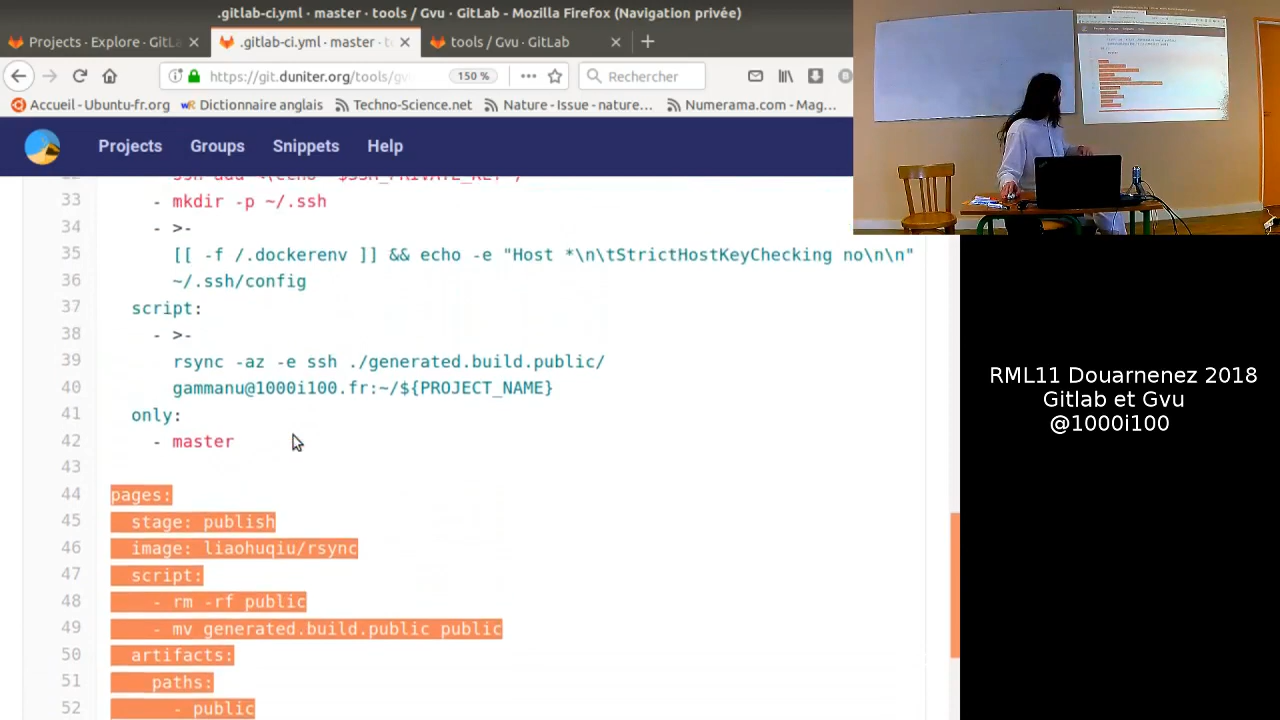 .gitlab-ci.yml · master · tools / Gvu · GitLab - Mozilla Firefox (Navigation privée)
Projects · Explore · GitLa
.gitlab-ci.yml · master · to
tools / Gvu · GitLab
https://git.duniter.org/tools/gv
150 %
Rechercher
Accueil - Ubuntu-fr.org
Dictionnaire anglais
Techno-Science.net
Nature - Issue - nature…
Numerama.com - Mag…
Projects
Groups
Snippets
Help
33 - mkdir -p ~/.ssh
34 - >-
35 [[ -f /.dockerenv ]] && echo -e "Host *\n\tStrictHostKeyChecking no\n\n"
36 ~/.ssh/config
37 script:
38 - >-
39 rsync -az -e ssh ./generated.build.public/
40 gammanu@1000i100.fr:~/${PROJECT_NAME}
41 only:
42 - master
43
44 pages:
45 stage: publish
46 image: liaohuqiu/rsync
47 script:
48 - rm -rf public
49 - mv generated.build.public public
50 artifacts:
51 paths:
52 - public
RML11 Douarnenez 2018
Gitlab et Gvu
@1000i100